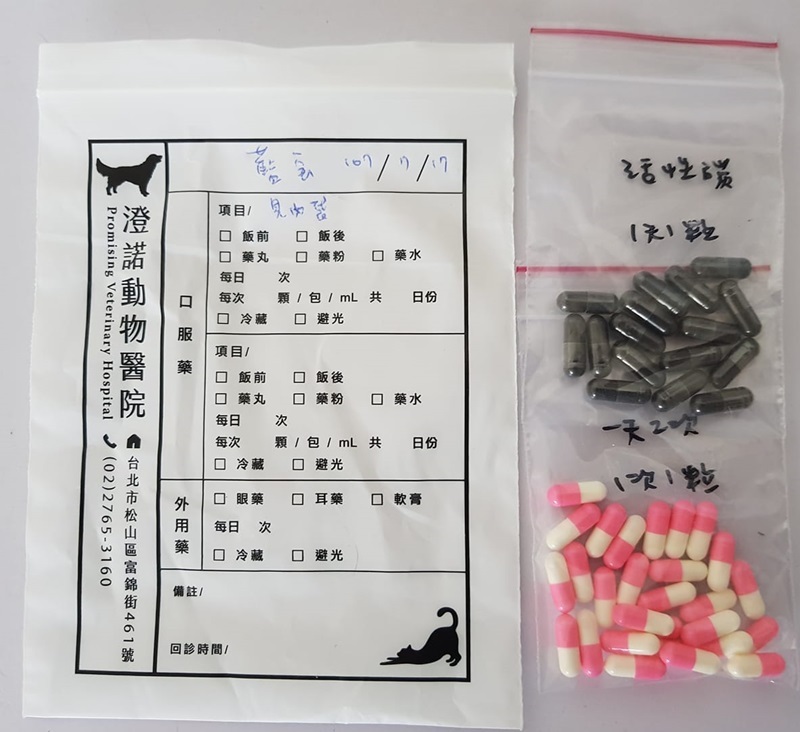 澄諾動物醫院
Promising Veterinary Hospital
台北市松山區富錦街461號
(02)2765-3160
107/7/17
口服藥
項目/ 見內袋
□ 飯前 □ 飯後
□ 藥丸 □ 藥粉 □ 藥水
每日 次
每次 顆/包/mL 共 日份
□ 冷藏 □ 避光
項目/
□ 飯前 □ 飯後
□ 藥丸 □ 藥粉 □ 藥水
每日 次
每次 顆/包/mL 共 日份
□ 冷藏 □ 避光
外用藥
□ 眼藥 □ 耳藥 □ 軟膏
每日 次
□ 冷藏 □ 避光
備註/
回診時間/
活性碳
1天1粒
一天2次
1次1粒